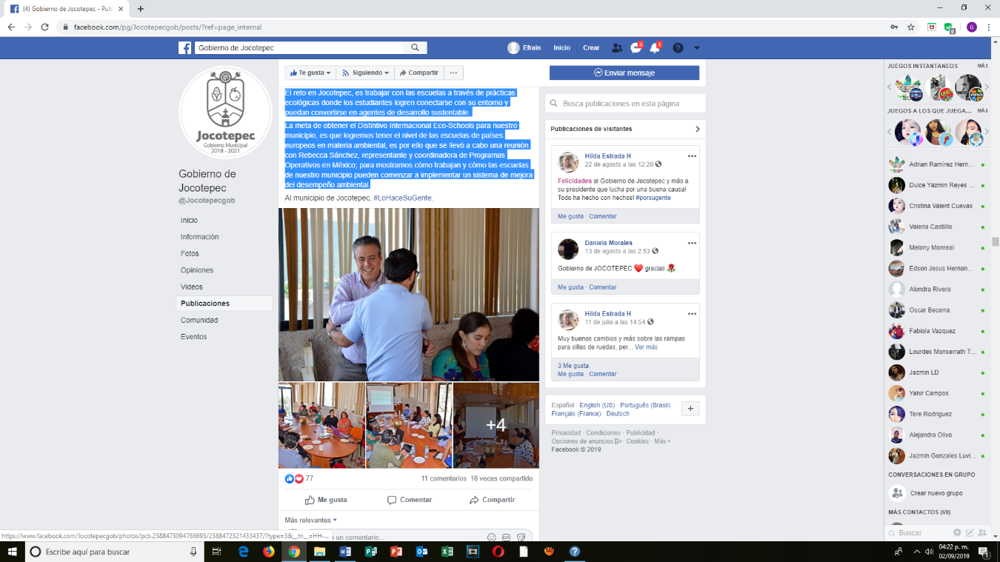 (4) Gobierno de Jocotepec - Pub
facebook.com/pg/Jocotepecgob/posts/?ref=page_internal
Gobierno de Jocotepec
Efrain
Inicio
Crear
3
1
Jocotepec
Gobierno Municipal
2018 - 2021
Gobierno de
Jocotepec
@Jocotepecgob
Inicio
Información
Fotos
Opiniones
Videos
Publicaciones
Comunidad
Eventos
Te gusta
Siguiendo
Compartir
El reto en Jocotepec, es trabajar con las escuelas a través de prácticas
ecológicas donde los estudiantes logren conectarse con su entorno y
puedan convertirse en agentes de desarrollo sustentable.
La meta de obtener el Distintivo Internacional Eco-Schools para nuestro
municipio, es que logremos tener el nivel de las escuelas de países
europeos en materia ambiental, es por ello que se llevó a cabo una reunión
con Rebecca Sánchez, representante y coordinadora de Programas
Operativos en México; para mostrarnos cómo trabajan y cómo las escuelas
de nuestro municipio pueden comenzar a implementar un sistema de mejora
del desempeño ambiental.
Al municipio de Jocotepec, #LoHaceSuGente.
+4
77
11 comentarios 16 veces compartido
Me gusta
Comentar
Compartir
Más relevantes
e un comentario...
GIF
Enviar mensaje
Busca publicaciones en esta página
Publicaciones de visitantes
Hilda Estrada H
22 de agosto a las 12:20
Felicidades al Gobierno de Jocotepec y más a
su presidente que lucha por una buena causa!
Todo ha hecho con hechos! #porsugente
Me gusta · Comentar
Daniela Morales
13 de agosto a las 2:53
Gobierno de JOCOTEPEC ❤️ gracias 🌹
Me gusta · Comentar
Hilda Estrada H
11 de julio a las 14:54
Muy buenos cambios y más sobre las rampas
para sillas de ruedas, per... Ver más
3 Me gusta
Me gusta · Comentar
Español · English (US) · Português (Brasil) ·
Français (France) · Deutsch
Privacidad · Condiciones · Publicidad ·
Opciones de anuncios · Cookies · Más
Facebook © 2019
JUEGOS INSTANTÁNEOS MÁS
JUEGOS A LOS QUE JUEGA... MÁS
Adrian Ramírez Hern...
Dulce Yazmin Reyes ...
Cristina Valent Cuevas
Valeria Castiillo
Melany Monreal
Edson Jesus Hernan...
Alondra Rivera
Oscar Becerra
Fabiola Vazquez
Lourdes Monserrath T...
Jazmin LD
Yahir Campos
Tere Rodriguez
Alejandro Olivo
Jazmin Gonzales Luvi...
CONVERSACIONES EN GRUPO
Crear nuevo grupo
MÁS CONTACTOS (69)
Buscar
https://www.facebook.com/Jocotepecgob/photos/pcb.2388473094766693/2388472321433437/?type=3&__tn__=HH-...
Escribe aquí para buscar
04:22 p. m.
02/09/2019